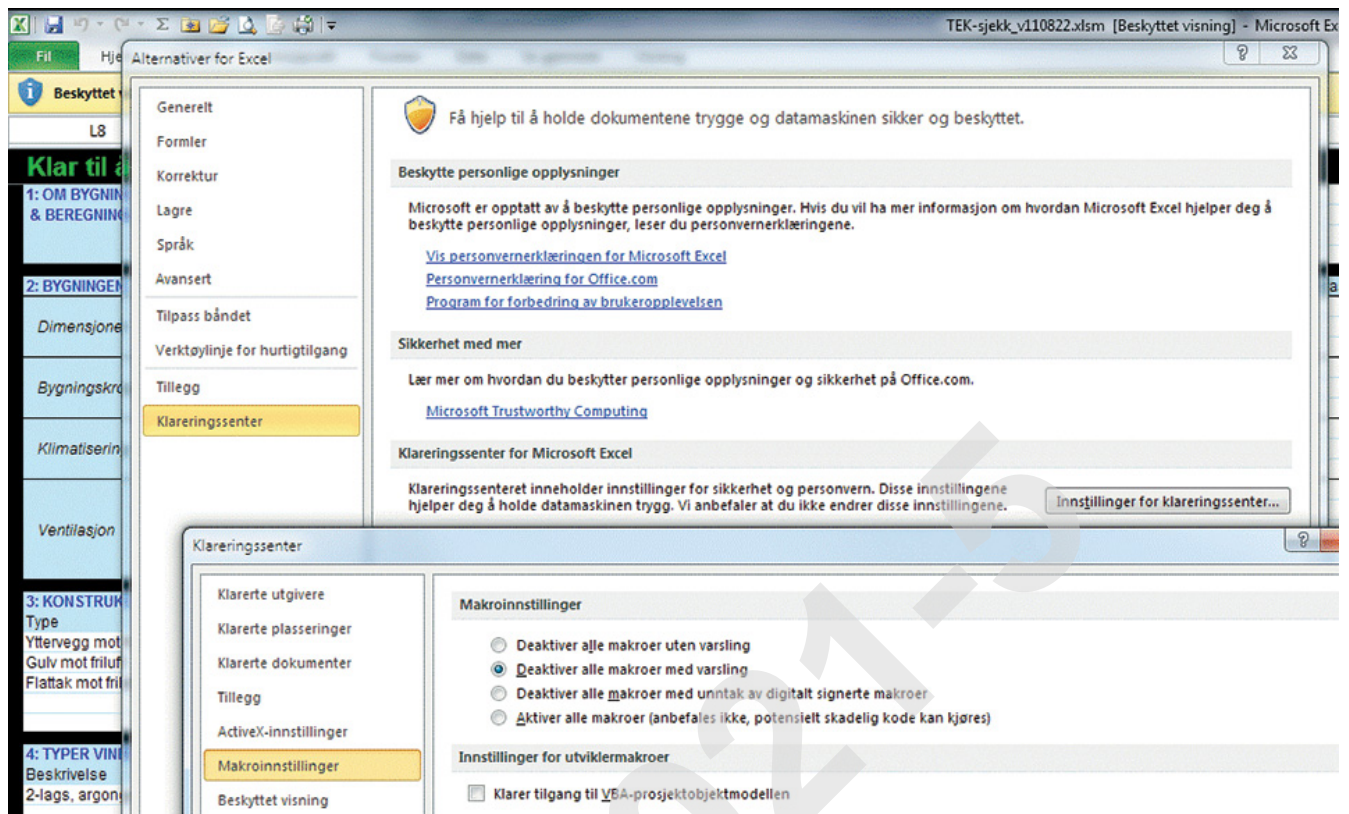 TEK-sjekk_v110822.xlsm [Beskyttet visning] - Microsoft Ex
Fil
Hje
Alternativer for Excel
Beskyttet v
L8
Klar til å
1: OM BYGNIN
& BEREGNING
2: BYGNINGEN
Dimensjone
Bygningskro
Klimatiserin
Ventilasjon
3: KONSTRUK
Type
Yttervegg mot
Gulv mot friluf
Flattak mot fril
4: TYPER VIND
Beskrivelse
2-lags, argon
Generelt
Formler
Korrektur
Lagre
Språk
Avansert
Tilpass båndet
Verktøylinje for hurtigtilgang
Tillegg
Klareringssenter
Få hjelp til å holde dokumentene trygge og datamaskinen sikker og beskyttet.
Beskytte personlige opplysninger
Microsoft er opptatt av å beskytte personlige opplysninger. Hvis du vil ha mer informasjon om hvordan Microsoft Excel hjelper deg å
beskytte personlige opplysninger, leser du personvernerklæringene.
Vis personvernerklæringen for Microsoft Excel
Personvernerklæring for Office.com
Program for forbedring av brukeropplevelsen
Sikkerhet med mer
Lær mer om hvordan du beskytter personlige opplysninger og sikkerhet på Office.com.
Microsoft Trustworthy Computing
Klareringssenter for Microsoft Excel
Klareringssenteret inneholder innstillinger for sikkerhet og personvern. Disse innstillingene
hjelper deg å holde datamaskinen trygg. Vi anbefaler at du ikke endrer disse innstillingene.
Innstillinger for klareringssenter...
Klareringssenter
Klarerte utgivere
Klarerte plasseringer
Klarerte dokumenter
Tillegg
ActiveX-innstillinger
Makroinnstillinger
Beskyttet visning
Makroinnstillinger
Deaktiver alle makroer uten varsling
Deaktiver alle makroer med varsling
Deaktiver alle makroer med unntak av digitalt signerte makroer
Aktiver alle makroer (anbefales ikke, potensielt skadelig kode kan kjøres)
Innstillinger for utviklermakroer
Klarer tilgang til VBA-prosjektobjektmodellen
021-5